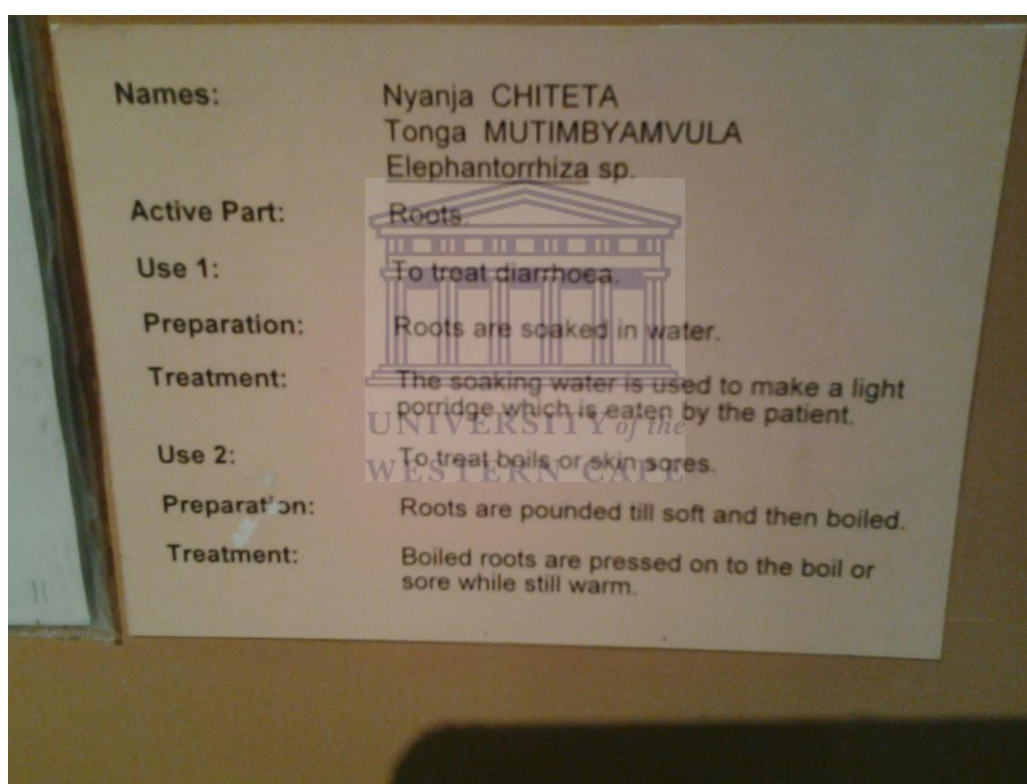 Names: Nyanja CHITETA
Tonga MUTIMBYAMVULA
Elephantorrhiza sp.
Active Part: Roots.
Use 1: To treat diarrhoea.
Preparation: Roots are soaked in water.
Treatment: The soaking water is used to make a light
porridge which is eaten by the patient.
UNIVERSITY of the
Use 2: To treat boils or skin sores.
WESTERN CAPE
Preparation: Roots are pounded till soft and then boiled.
Treatment: Boiled roots are pressed on to the boil or
sore while still warm.